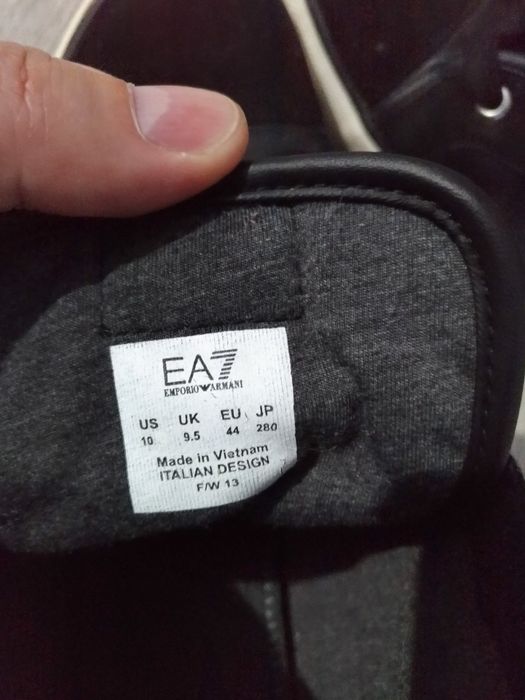 EA7
EMPORIO ARMANI
US UK EU JP
10 9.5 44 280
Made in Vietnam
ITALIAN DESIGN
F/W 13